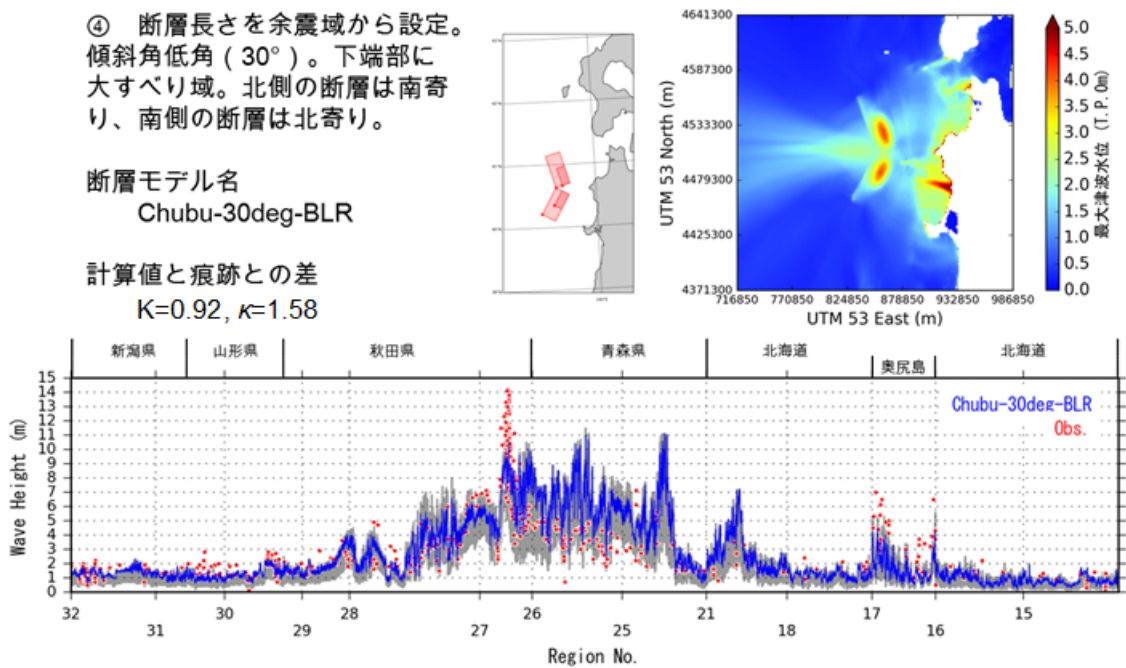 ④ 断層長さを余震域から設定。
傾斜角低角（30°）。下端部に
大すべり域。北側の断層は南寄
り、南側の断層は北寄り。
断層モデル名
Chubu-30deg-BLR
計算値と痕跡との差
K=0.92, κ=1.58
4641300
4587300
4533300
4479300
4425300
4371300
UTM 53 North (m)
716850 770850 824850 878850 932850 986850
UTM 53 East (m)
5.0
4.5
4.0
3.5
3.0
2.5
2.0
1.5
1.0
0.5
0.0
最大津波水位 (T.P.0m)
新潟県 山形県 秋田県 青森県 北海道 奥尻島 北海道
15
14
13
12
11
10
9
8
7
6
5
4
3
2
1
0
Wave Height (m)
Chubu-30deg-BLR
Obs.
32 30 28 26 21 17 15
31 29 27 25 18 16
Region No.